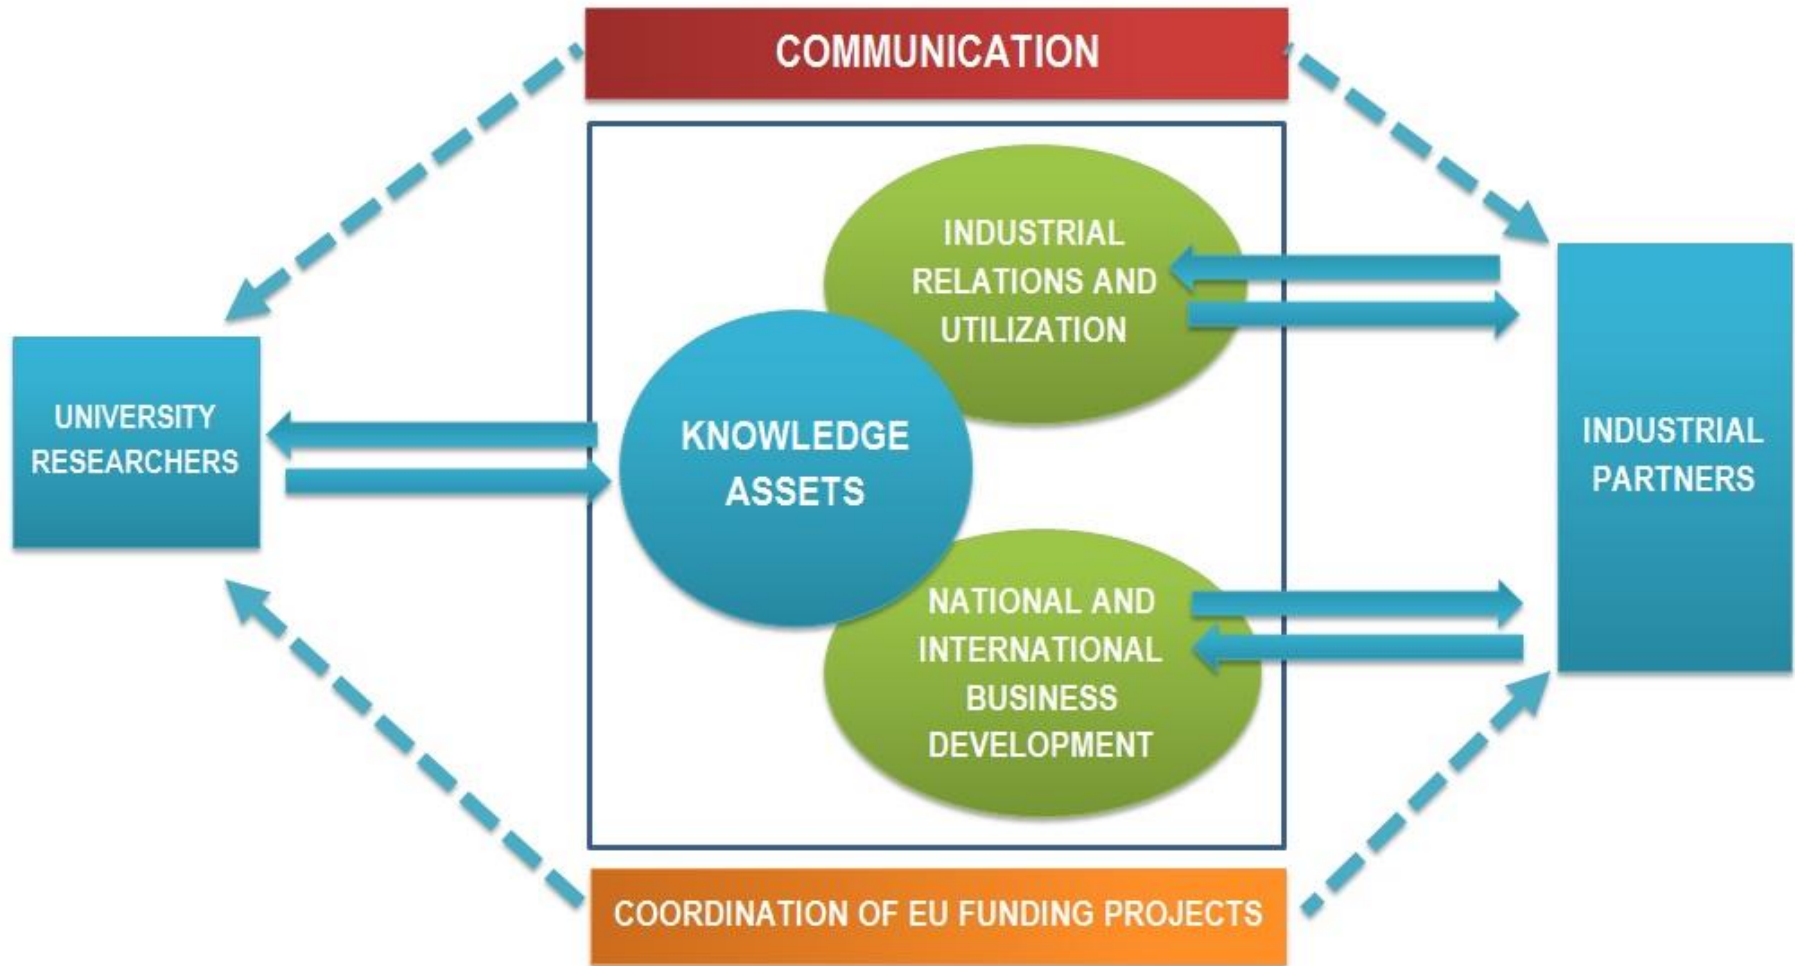 COMMUNICATION
INDUSTRIAL
RELATIONS AND
UTILIZATION
UNIVERSITY
RESEARCHERS
KNOWLEDGE
ASSETS
INDUSTRIAL
PARTNERS
NATIONAL AND
INTERNATIONAL
BUSINESS
DEVELOPMENT
COORDINATION OF EU FUNDING PROJECTS